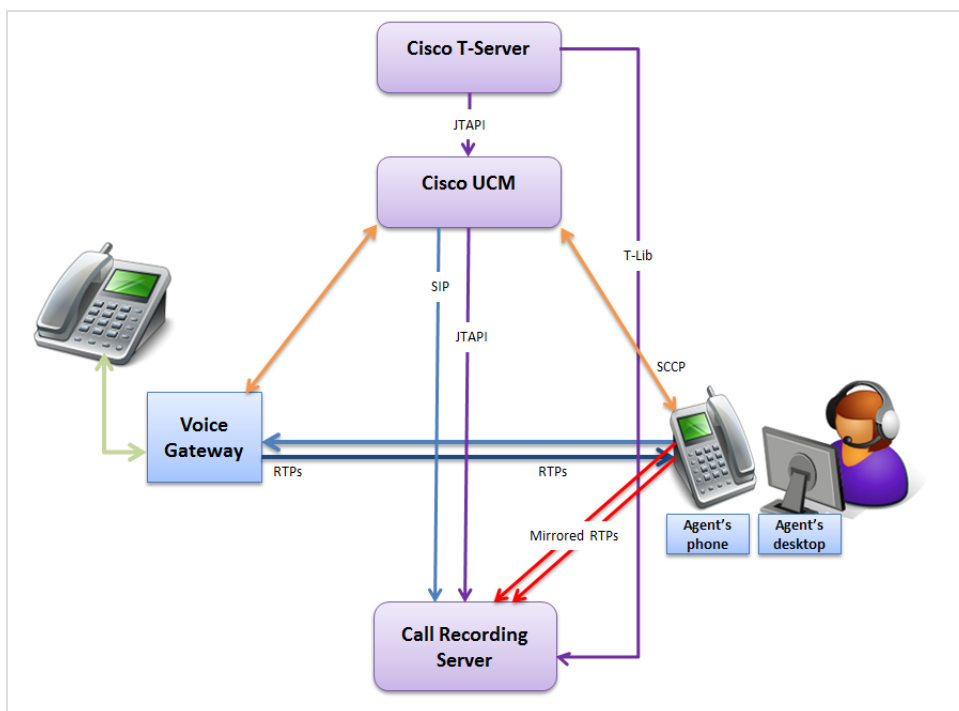 Cisco T-Server
JTAPI
Cisco UCM
T-Lib
SIP
JTAPI
SCCP
Voice
Gateway
RTPs
RTPs
Mirrored RTPs
Agent's
phone
Agent's
desktop
Call Recording
Server